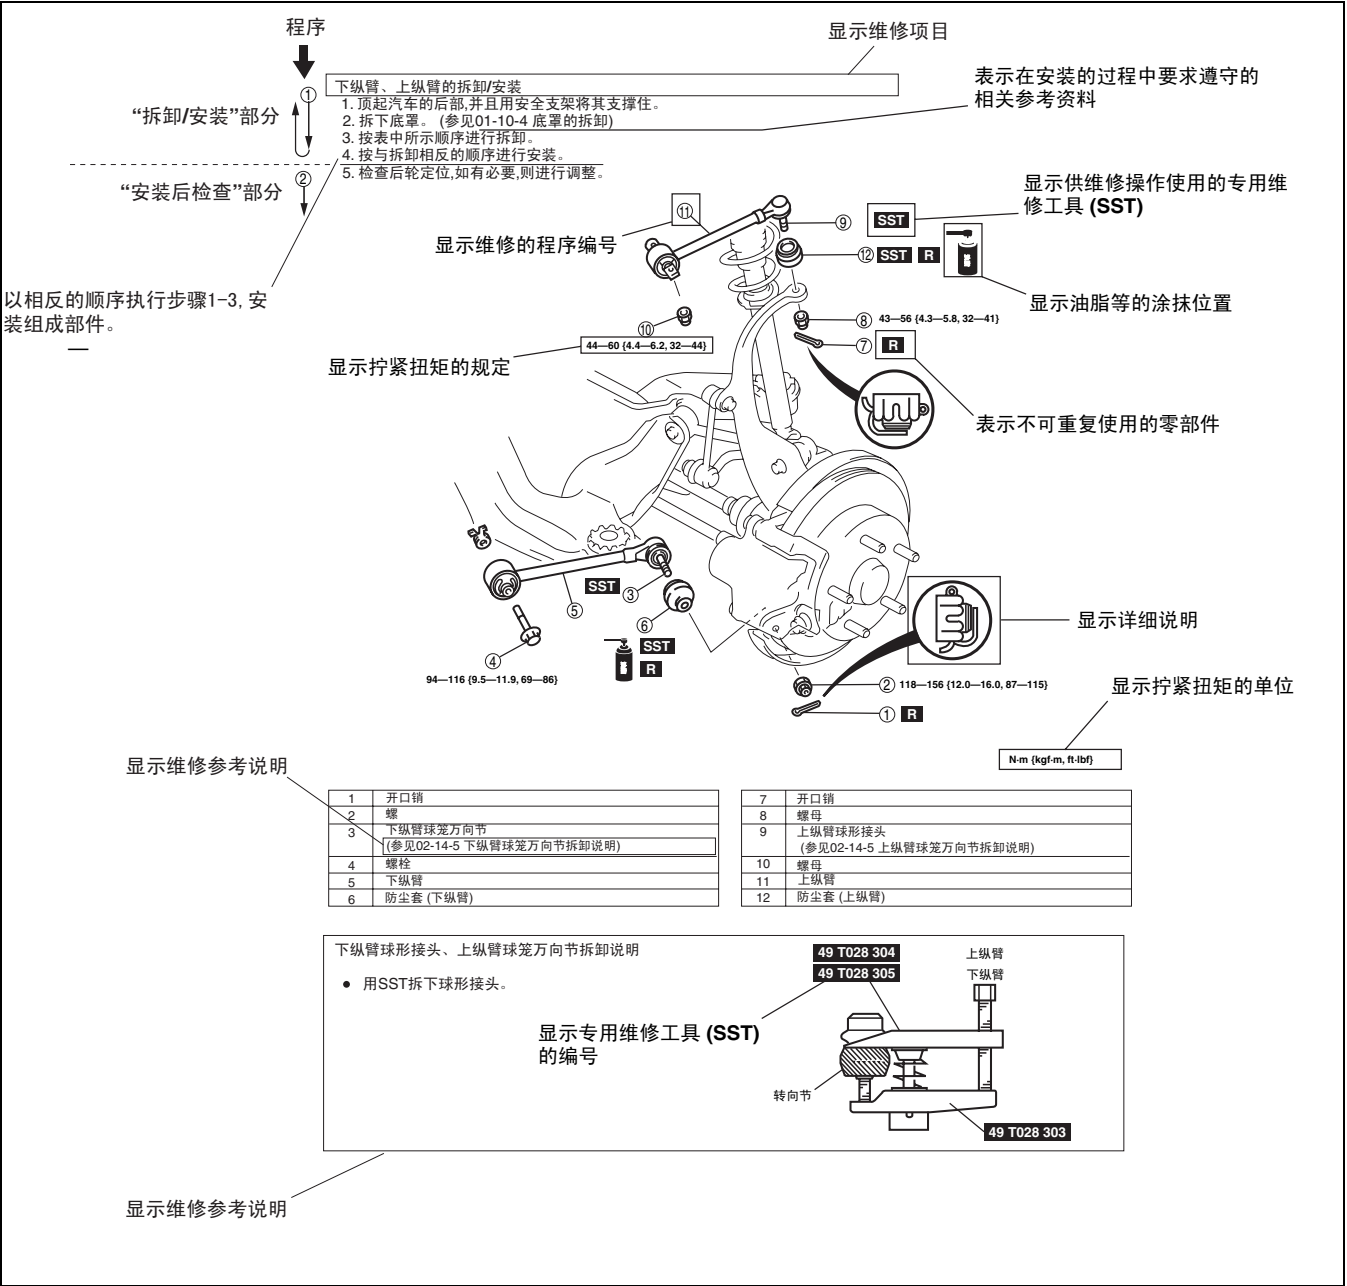 程序
显示维修项目
下纵臂、上纵臂的拆卸/安装
1. 顶起汽车的后部,并且用安全支架将其支撑住。
2. 拆下底罩。 (参见01-10-4 底罩的拆卸)
3. 按表中所示顺序进行拆卸。
4. 按与拆卸相反的顺序进行安装。
5. 检查后轮定位,如有必要,则进行调整。
①
“拆卸/安装”部分
②
“安装后检查”部分
表示在安装的过程中要求遵守的
相关参考资料
显示供维修操作使用的专用维
修工具 (SST)
⑪
⑨
SST
显示维修的程序编号
⑫ SST R
以相反的顺序执行步骤1-3, 安
装组成部件。
显示油脂等的涂抹位置
⑩
⑧ 43—56 {4.3—5.8, 32—41}
44—60 {4.4—6.2, 32—44}
⑦ R
显示拧紧扭矩的规定
表示不可重复使用的零部件
SST ③
⑤
⑥
SST
R
显示详细说明
④
94—116 {9.5—11.9, 69—86}
② 118—156 {12.0—16.0, 87—115}
① R
显示拧紧扭矩的单位
N·m {kgf·m, ft·lbf}
显示维修参考说明
1 开口销
2 螺
3 下纵臂球笼万向节
(参见02-14-5 下纵臂球笼万向节拆卸说明)
4 螺栓
5 下纵臂
6 防尘套 (下纵臂)
7 开口销
8 螺母
9 上纵臂球形接头
(参见02-14-5 上纵臂球笼万向节拆卸说明)
10 螺母
11 上纵臂
12 防尘套 (上纵臂)
下纵臂球形接头、上纵臂球笼万向节拆卸说明
● 用SST拆下球形接头。
49 T028 304
上纵臂
49 T028 305
下纵臂
显示专用维修工具 (SST)
的编号
转向节
49 T028 303
显示维修参考说明